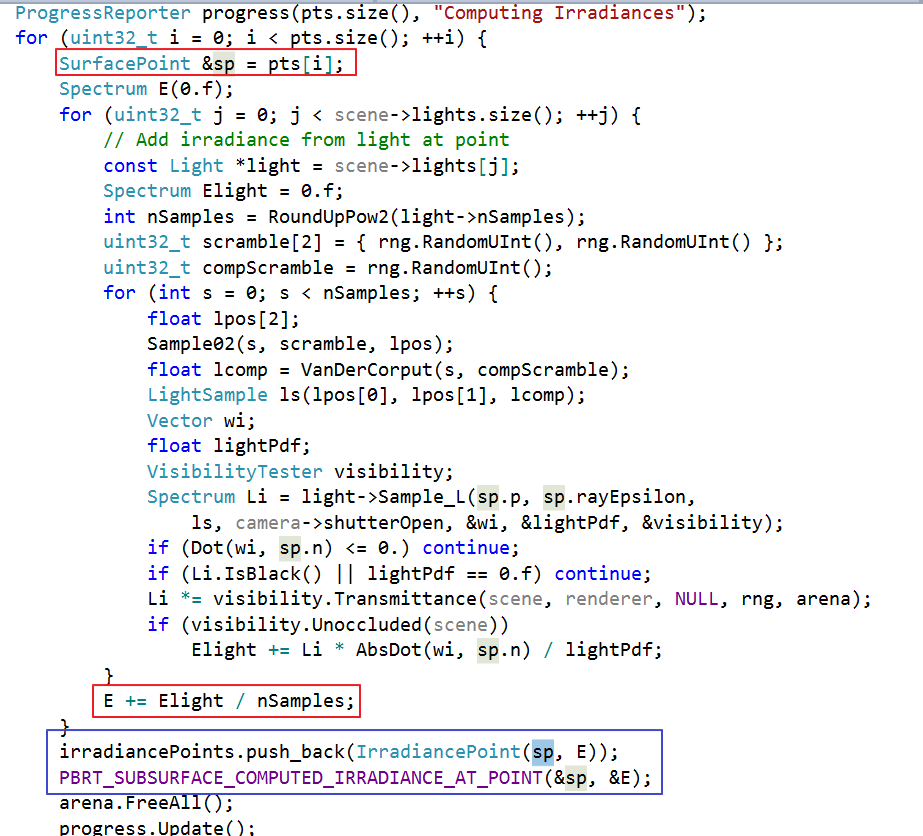 ProgressReporter progress(pts.size(), "Computing Irradiances");
for (uint32_t i = 0; i < pts.size(); ++i) {
    SurfacePoint &sp = pts[i];
    Spectrum E(0.f);
    for (uint32_t j = 0; j < scene->lights.size(); ++j) {
        // Add irradiance from light at point
        const Light *light = scene->lights[j];
        Spectrum Elight = 0.f;
        int nSamples = RoundUpPow2(light->nSamples);
        uint32_t scramble[2] = { rng.RandomUInt(), rng.RandomUInt() };
        uint32_t compScramble = rng.RandomUInt();
        for (int s = 0; s < nSamples; ++s) {
            float lpos[2];
            Sample02(s, scramble, lpos);
            float lcomp = VanDerCorput(s, compScramble);
            LightSample ls(lpos[0], lpos[1], lcomp);
            Vector wi;
            float lightPdf;
            VisibilityTester visibility;
            Spectrum Li = light->Sample_L(sp.p, sp.rayEpsilon,
                ls, camera->shutterOpen, &wi, &lightPdf, &visibility);
            if (Dot(wi, sp.n) <= 0.) continue;
            if (Li.IsBlack() || lightPdf == 0.f) continue;
            Li *= visibility.Transmittance(scene, renderer, NULL, rng, arena);
            if (visibility.Unoccluded(scene))
                Elight += Li * AbsDot(wi, sp.n) / lightPdf;
        }
        E += Elight / nSamples;
    }
    irradiancePoints.push_back(IrradiancePoint(sp, E));
    PBRT_SUBSURFACE_COMPUTED_IRRADIANCE_AT_POINT(&sp, &E);
    arena.FreeAll();
    progress.Update();